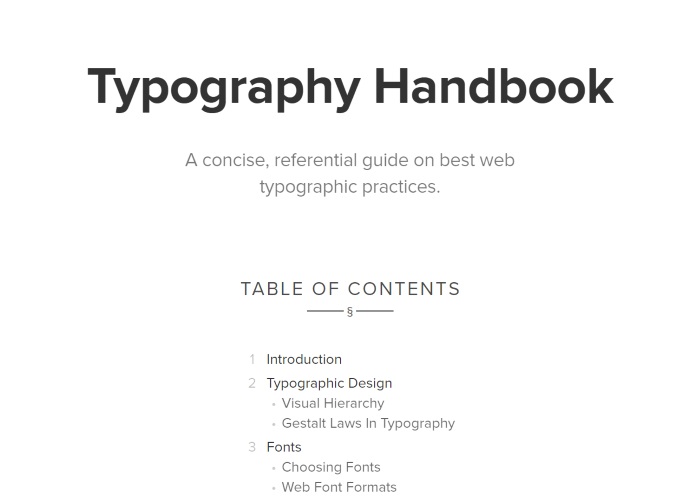 Typography Handbook
A concise, referential guide on best web
typographic practices.
TABLE OF CONTENTS
§
1 Introduction
2 Typographic Design
• Visual Hierarchy
• Gestalt Laws In Typography
3 Fonts
• Choosing Fonts
• Web Font Formats